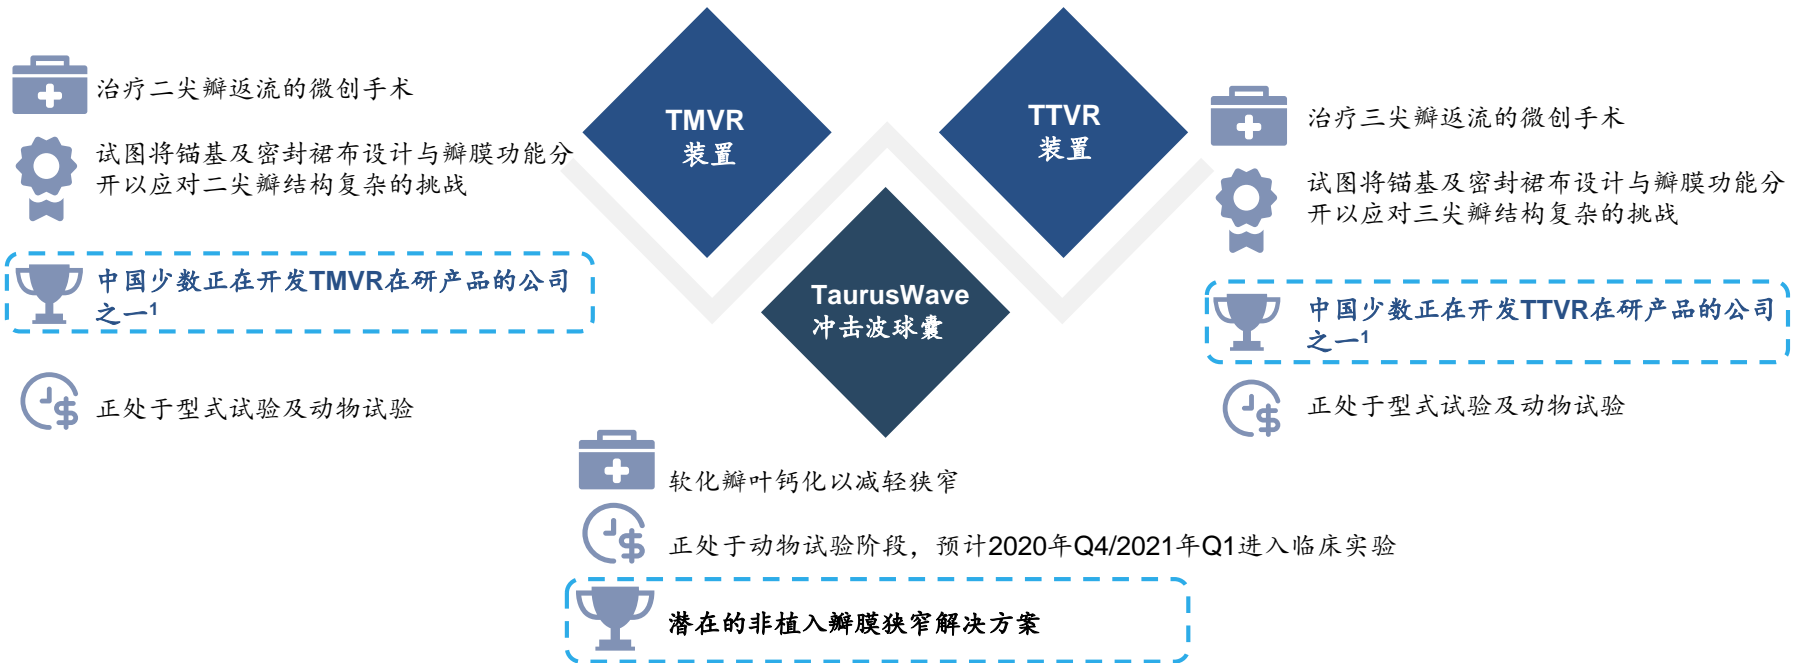 TMVR
装置
TTVR
装置
TaurusWave
冲击波球囊
治疗二尖瓣返流的微创手术
试图将锚基及密封裙布设计与瓣膜功能分
开以应对二尖瓣结构复杂的挑战
中国少数正在开发TMVR在研产品的公司
之一1
正处于型式试验及动物试验
治疗三尖瓣返流的微创手术
试图将锚基及密封裙布设计与瓣膜功能分
开以应对三尖瓣结构复杂的挑战
中国少数正在开发TTVR在研产品的公司
之一1
正处于型式试验及动物试验
软化瓣叶钙化以减轻狭窄
正处于动物试验阶段，预计2020年Q4/2021年Q1进入临床实验
潜在的非植入瓣膜狭窄解决方案